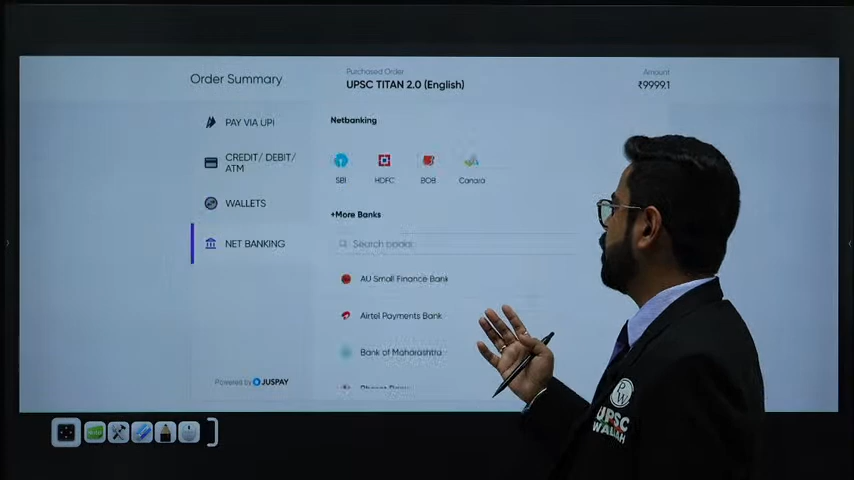 Order Summary
Purchased Order
UPSC TITAN 2.0 (English)
Amount
₹9999.1
PAY VIA UPI
CREDIT/ DEBIT/
ATM
WALLETS
NET BANKING
Powered by JUSPAY
Netbanking
SBI
HDFC
BOB
Canara
+More Banks
Search
AU Small Finance Bank
Airtel Payments Bank
Bank of Maharashtra
PW
UPSC
WALLAH